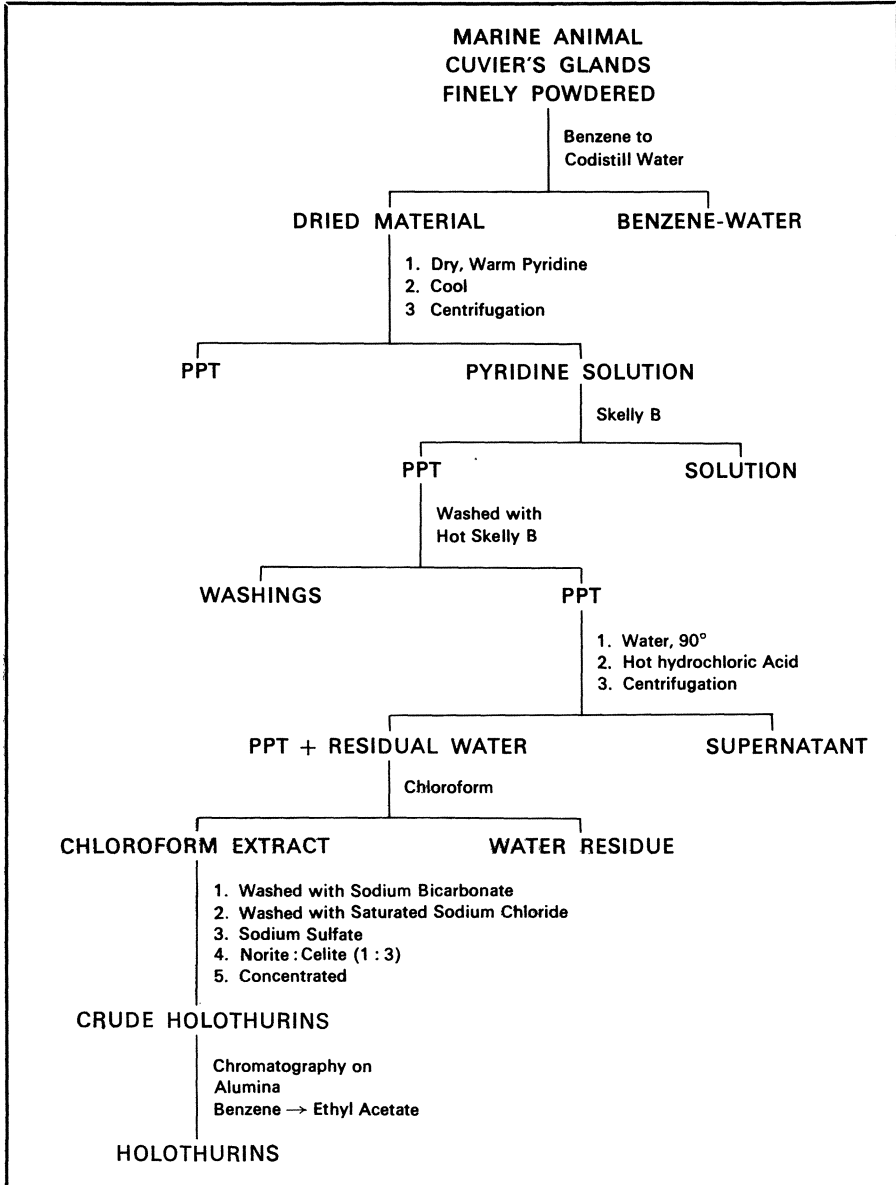 MARINE ANIMAL
CUVIER'S GLANDS
FINELY POWDERED
Benzene to
Codistill Water
DRIED MATERIAL
BENZENE-WATER
1. Dry, Warm Pyridine
2. Cool
3 Centrifugation
PPT
PYRIDINE SOLUTION
Skelly B
PPT
SOLUTION
Washed with
Hot Skelly B
WASHINGS
PPT
1. Water, 90°
2. Hot hydrochloric Acid
3. Centrifugation
PPT + RESIDUAL WATER
SUPERNATANT
Chloroform
CHLOROFORM EXTRACT
WATER RESIDUE
1. Washed with Sodium Bicarbonate
2. Washed with Saturated Sodium Chloride
3. Sodium Sulfate
4. Norite : Celite (1 : 3)
5. Concentrated
CRUDE HOLOTHURINS
Chromatography on
Alumina
Benzene → Ethyl Acetate
HOLOTHURINS